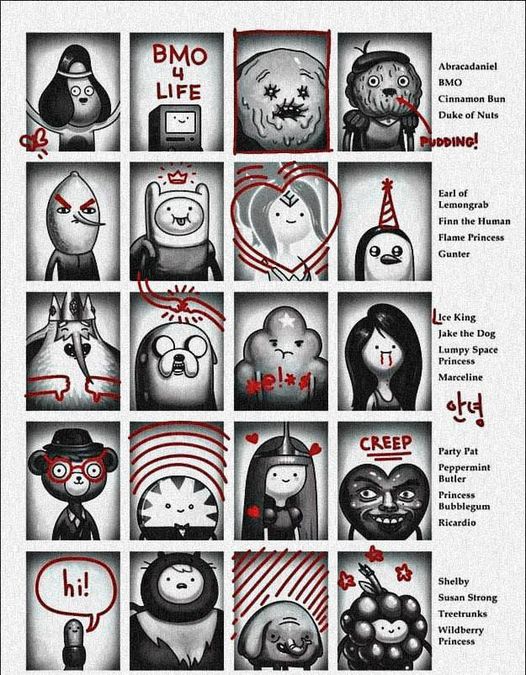 BMO
4
LIFE
Abracadaniel
BMO
Cinnamon Bun
Duke of Nuts
PUDDING!
Earl of
Lemongrab
Finn the Human
Flame Princess
Gunter
LIce King
Jake the Dog
Lumpy Space
Princess
Marceline
@!**
안녕
CREEP
Party Pat
Peppermint
Butler
Princess
Bubblegum
Ricardio
hi!
Shelby
Susan Strong
Treetrunks
Wildberry
Princess